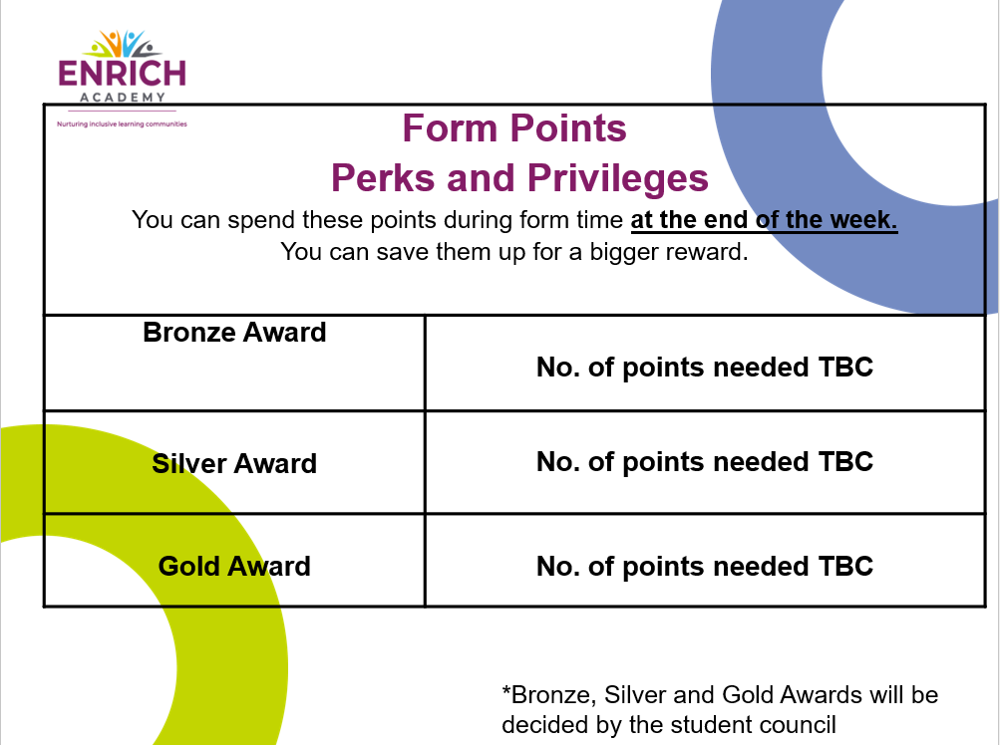 ENRICH
ACADEMY
Nurturing inclusive learning communities
Form Points
Perks and Privileges
You can spend these points during form time at the end of the week.
You can save them up for a bigger reward.
Bronze Award
No. of points needed TBC
Silver Award
No. of points needed TBC
Gold Award
No. of points needed TBC
*Bronze, Silver and Gold Awards will be
decided by the student council